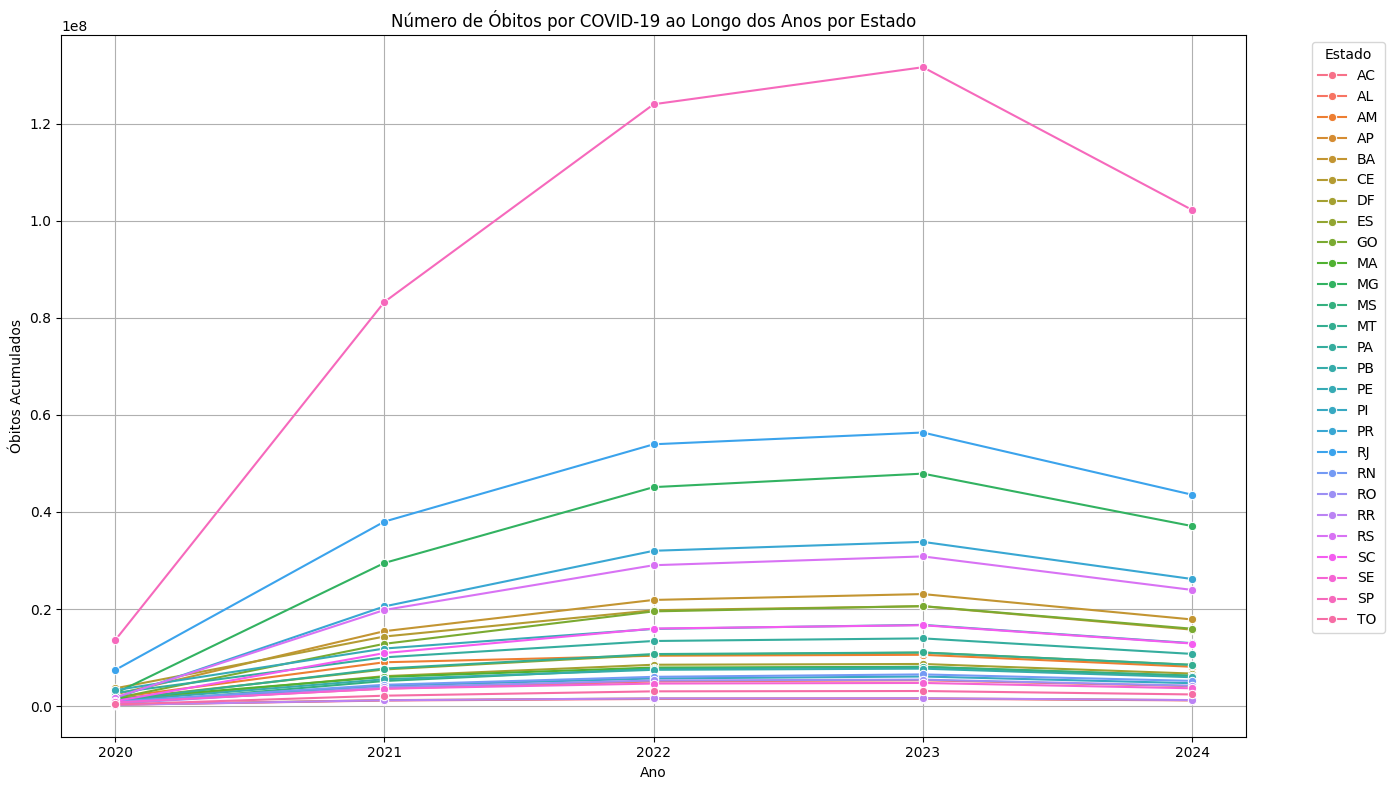 Número de Óbitos por COVID-19 ao Longo dos Anos por Estado
1e8
1.2
1.0
0.8
0.6
0.4
0.2
0.0
Óbitos Acumulados
2020 2021 2022 2023 2024
Ano
Estado
AC
AL
AM
AP
BA
CE
DF
ES
GO
MA
MG
MS
MT
PA
PB
PE
PI
PR
RJ
RN
RO
RR
RS
SC
SE
SP
TO